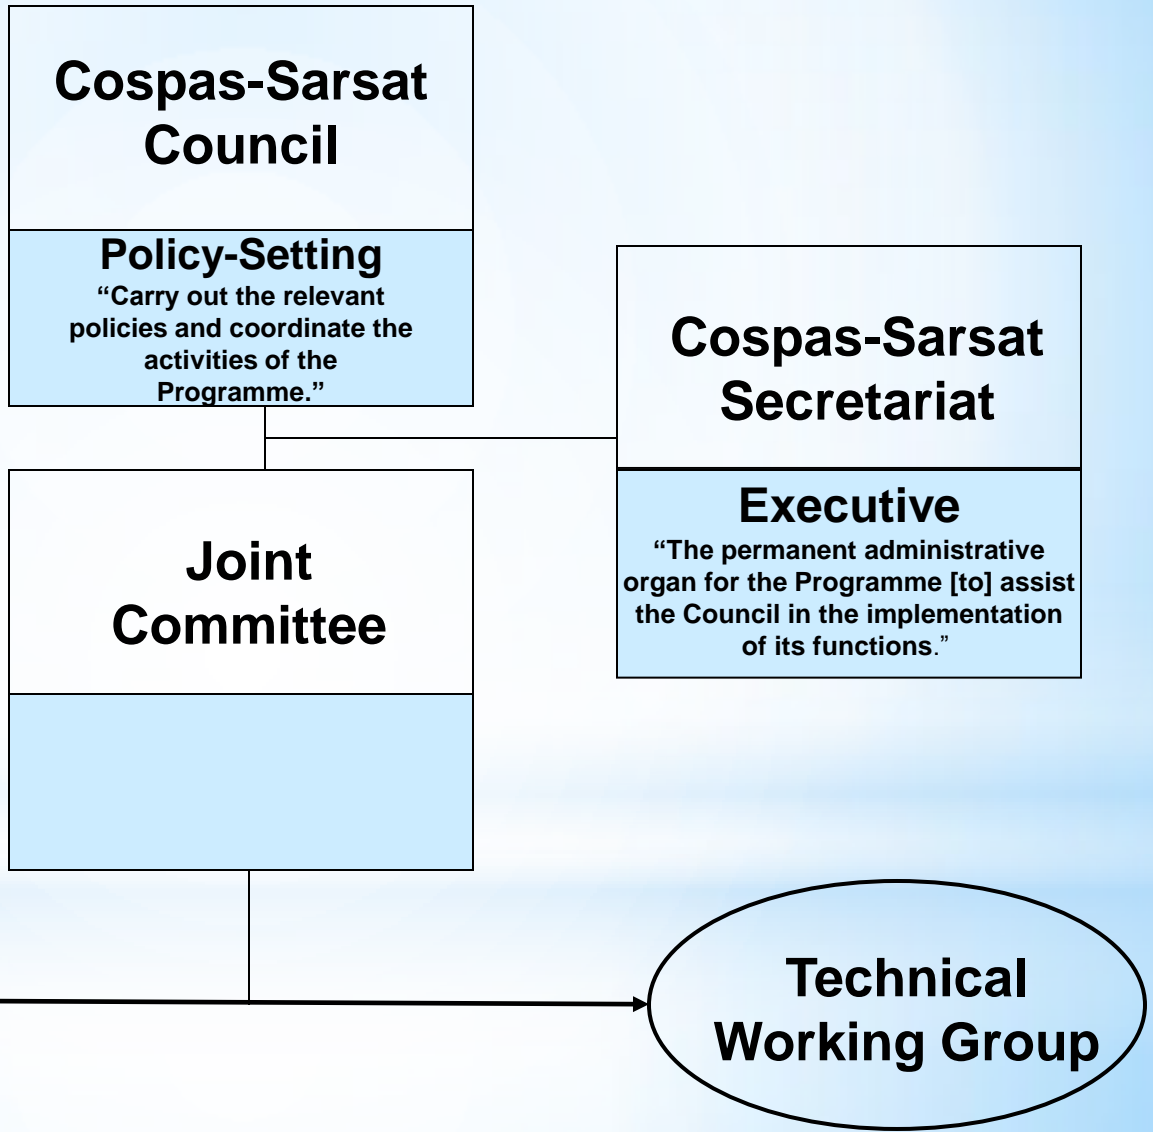 Cospas-Sarsat
Council
Policy-Setting
“Carry out the relevant
policies and coordinate the
activities of the
Programme.”
Cospas-Sarsat
Secretariat
Executive
“The permanent administrative
organ for the Programme [to] assist
the Council in the implementation
of its functions.”
Joint
Committee
Technical
Working Group